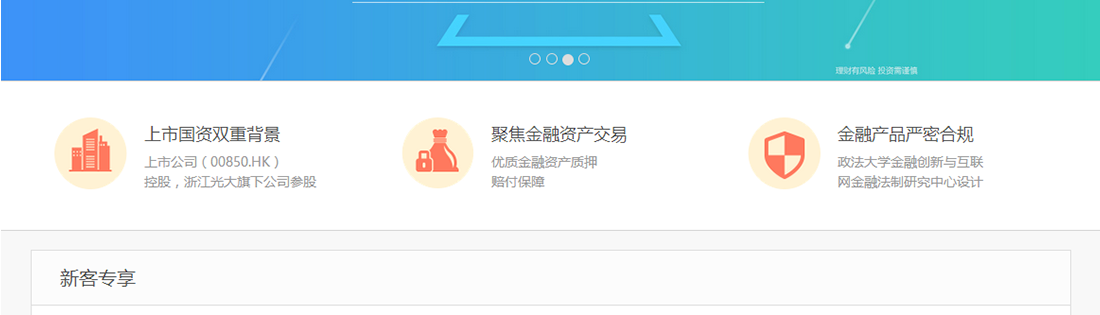 理财有风险 投资需谨慎
上市国资双重背景
上市公司（00850.HK）
控股，浙江光大旗下公司参股
聚焦金融资产交易
优质金融资产质押
赔付保障
金融产品严密合规
政法大学金融创新与互联
网金融法制研究中心设计
新客专享